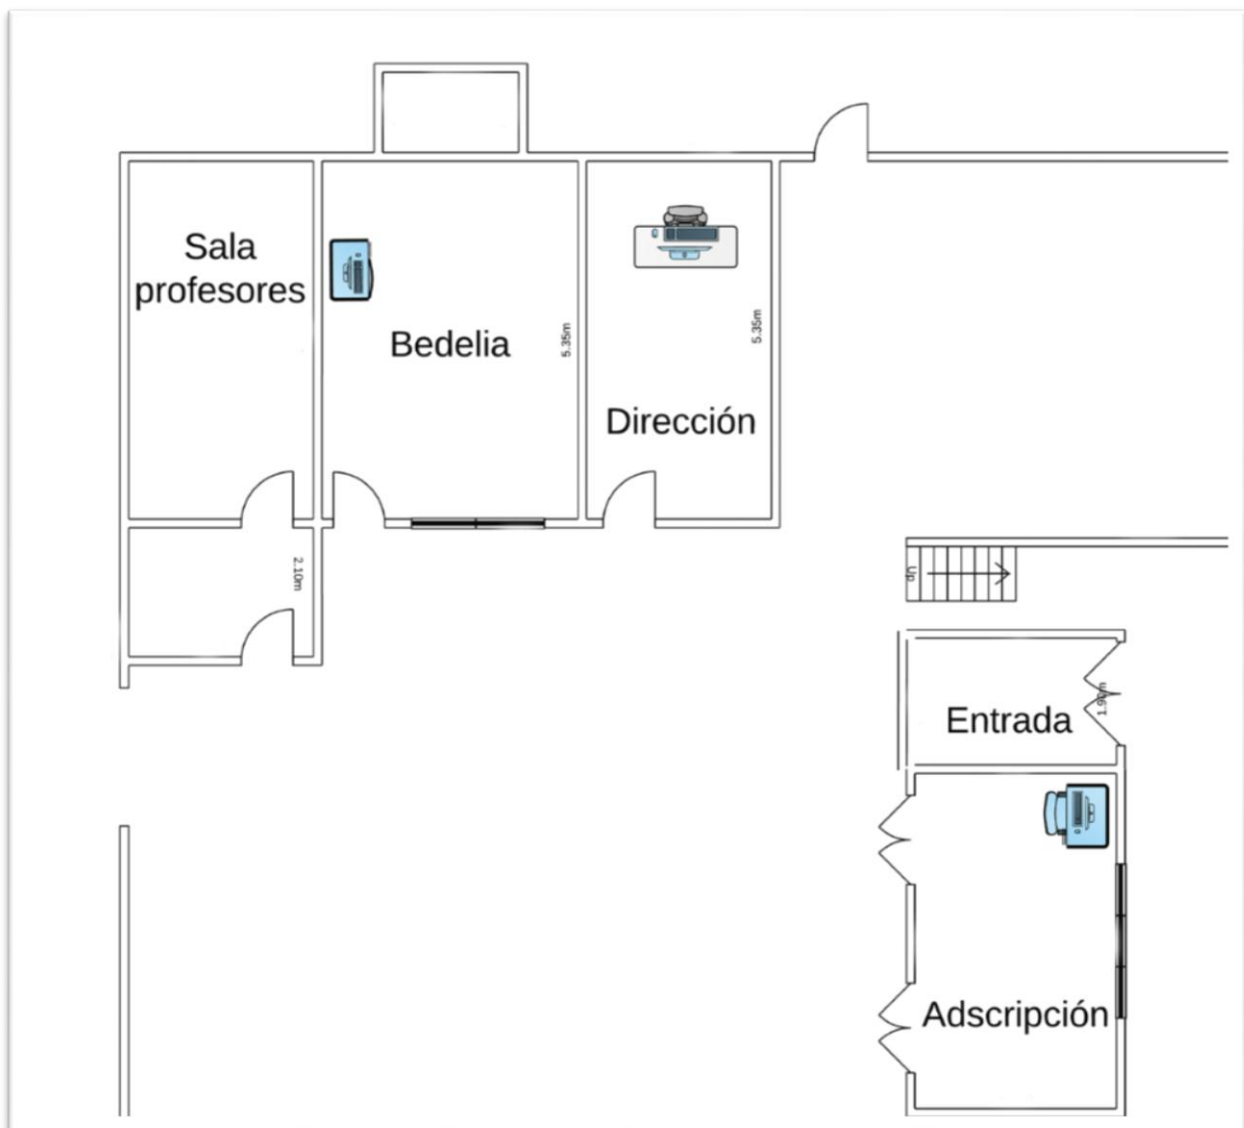 Sala
profesores
Bedelia
5.35m
5.35m
Dirección
2.10m
Up
Entrada
Adscripción